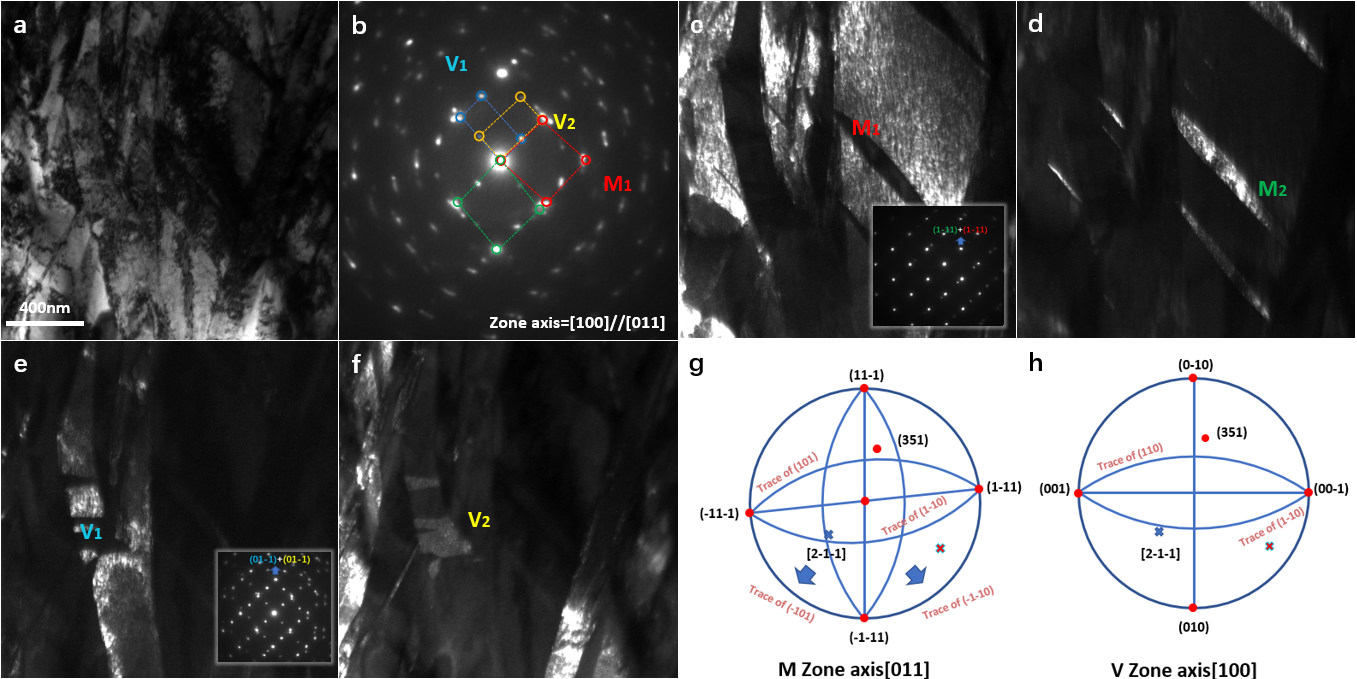 a
400nm
b
V1
V2
M1
Zone axis=[100]//[011]
c
M1
(1-11)+(1-11)
d
M2
e
V1
(01-1)+(01-1)
f
V2
g
(11-1)
(351)
Trace of (101)
(1-11)
(-11-1)
Trace of (1-10)
[2-1-1]
Trace of (-101)
Trace of (-1-10)
(-1-11)
M Zone axis[011]
h
(0-10)
(351)
Trace of (110)
(001)
(00-1)
Trace of (1-10)
[2-1-1]
(010)
V Zone axis[100]